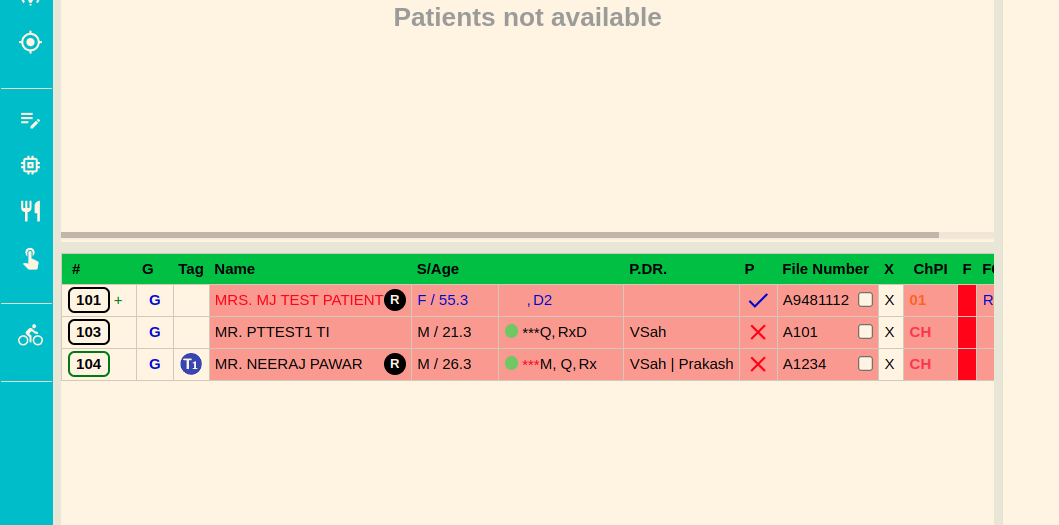 Patients not available
# G Tag Name S/Age P.DR. P File Number X ChPl F
101 + G MRS. MJ TEST PATIENT R F / 55.3 , D2 A9481112 X 01 R
103 G MR. PTTEST1 TI M / 21.3 ***Q, RxD VSah A101 X CH
104 G T1 MR. NEERAJ PAWAR R M / 26.3 ***M, Q, Rx VSah | Prakash A1234 X CH